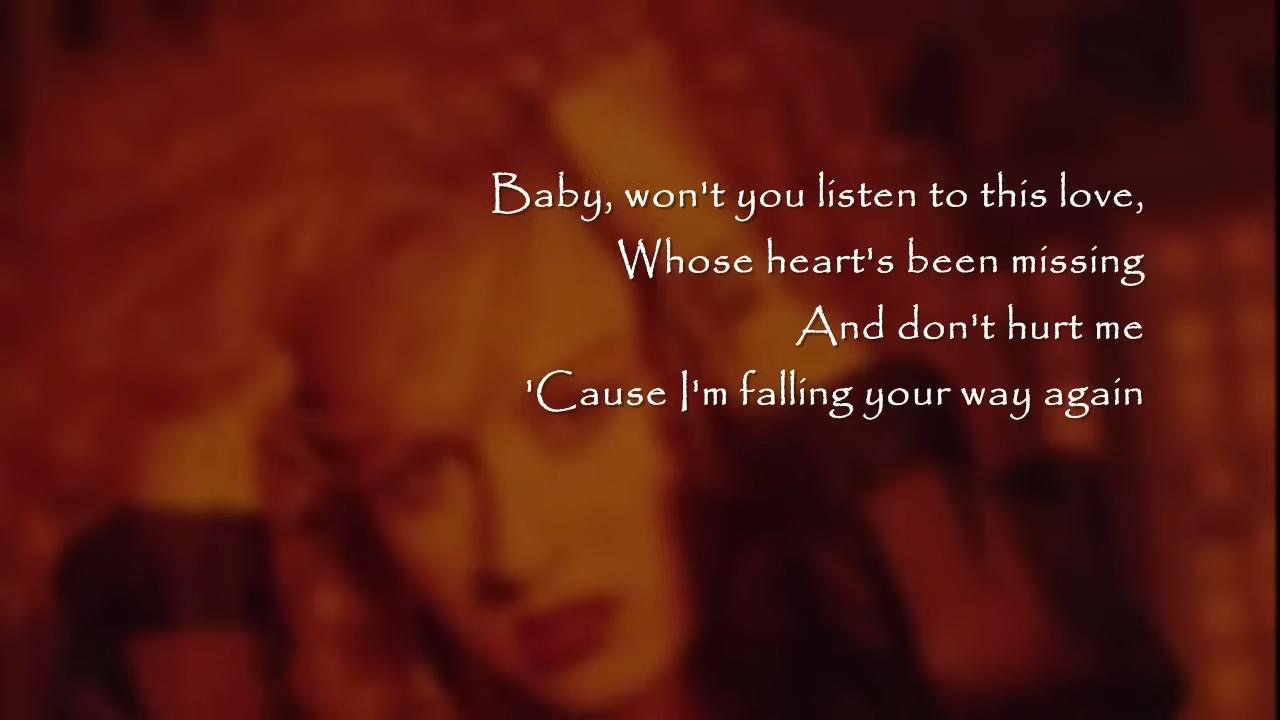 Baby, won't you listen to this love,
Whose heart's been missing
And don't hurt me
'Cause I'm falling your way again